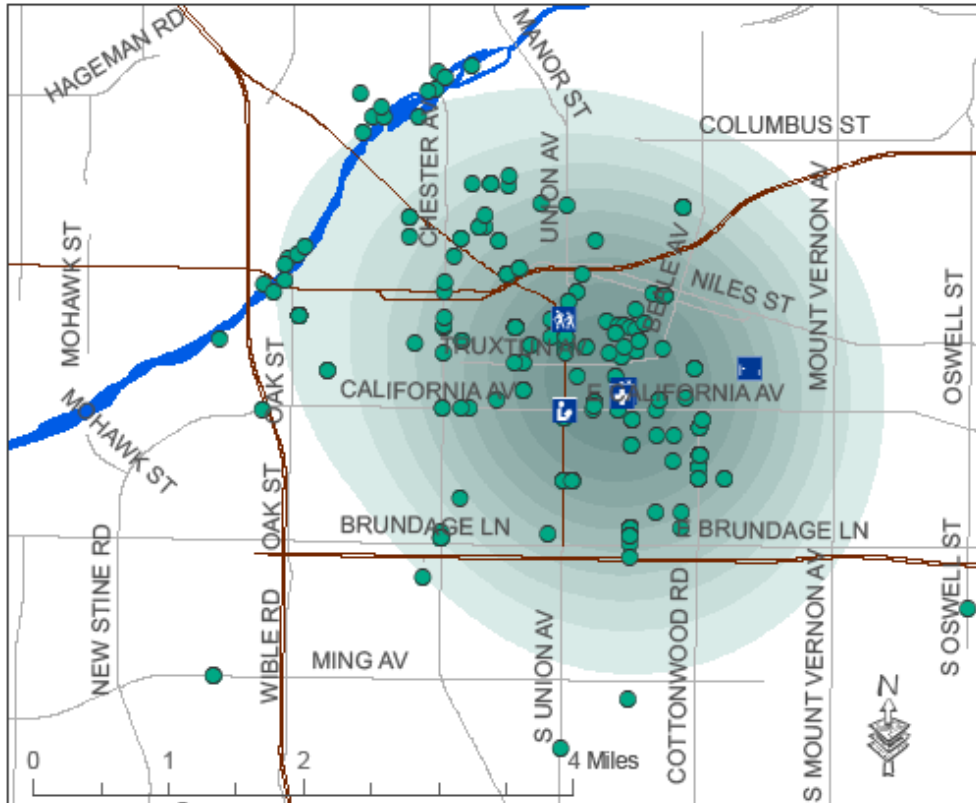 HAGEMAN RD
MANOR ST
COLUMBUS ST
CHESTER AV
UNION AV
MOUNT VERNON AV
MOHAWK ST
BEALE AV
NILES ST
OSWELL ST
TRUXTUN AV
OAK ST
CALIFORNIA AV
E CALIFORNIA AV
MOHAWK ST
OAK ST
BRUNDAGE LN
E BRUNDAGE LN
NEW STINE RD
WIBLE RD
MING AV
S UNION AV
COTTONWOOD RD
S MOUNT VERNON AV
S OSWELL ST
N
0 1 2 4 Miles